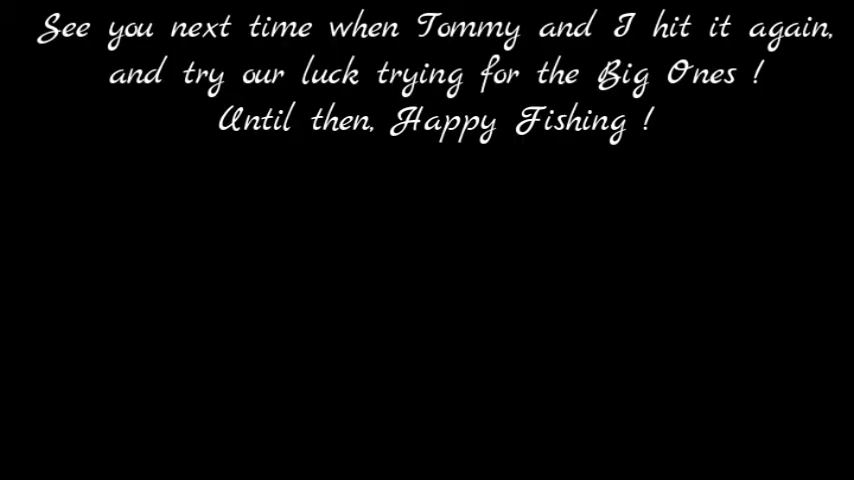 See you next time when Tommy and I hit it again,
and try our luck trying for the Big Ones !
Until then, Happy Fishing !